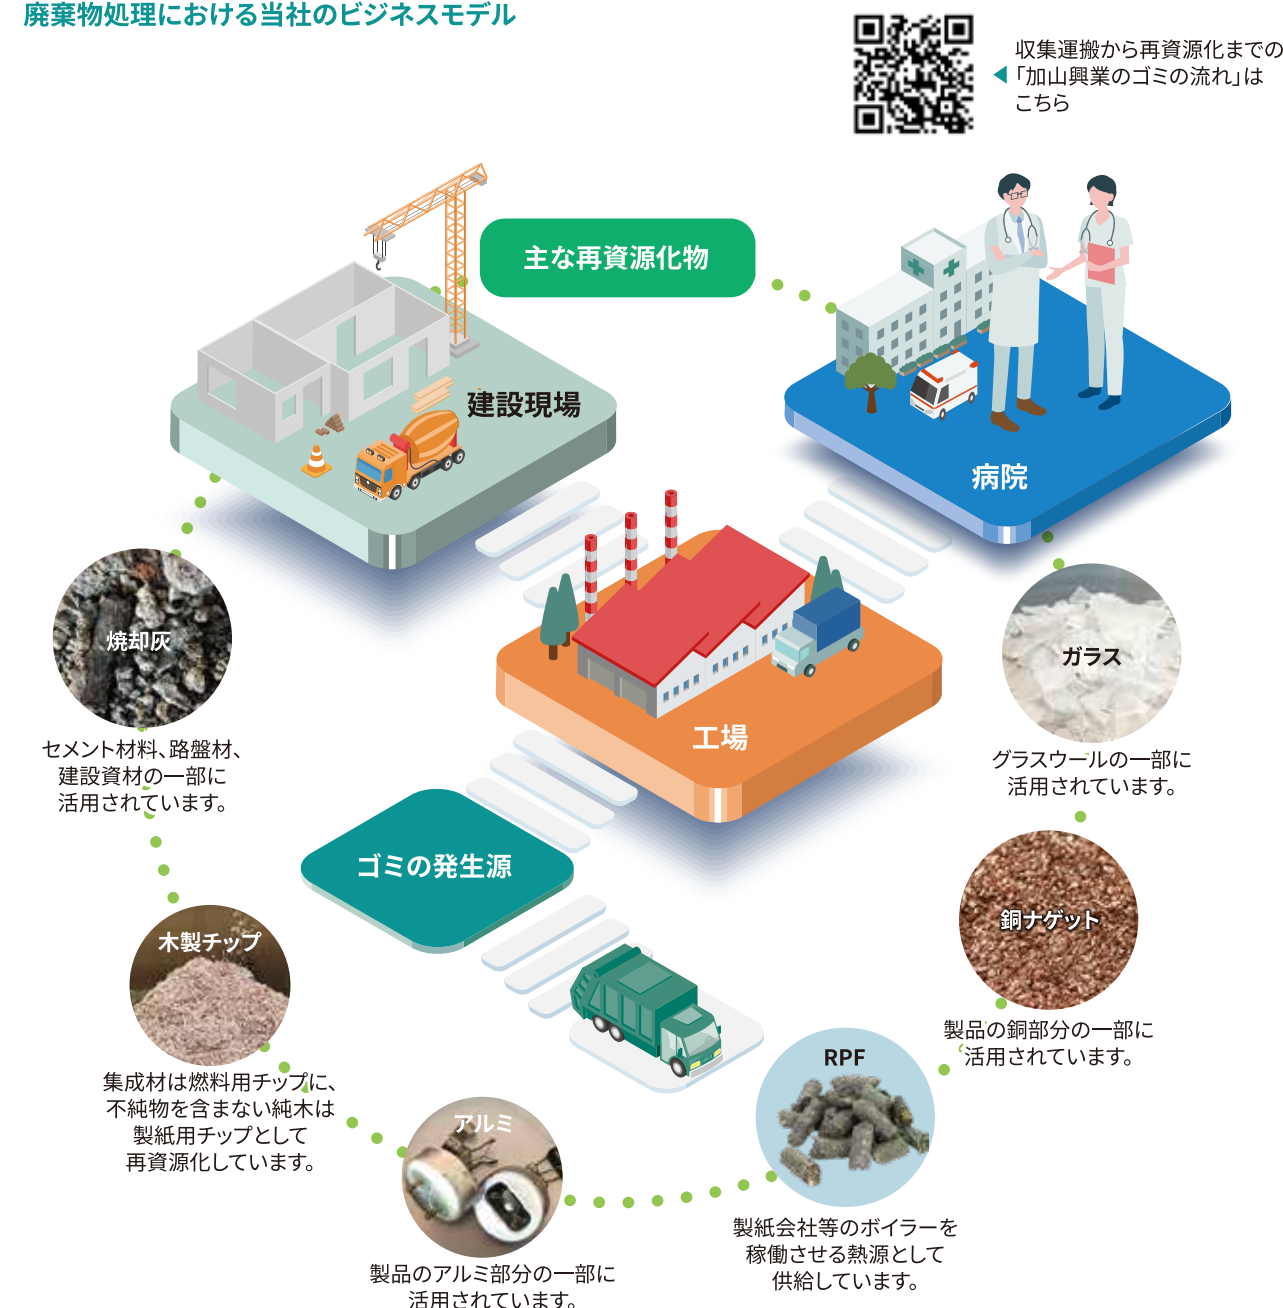 廃棄物処理における当社のビジネスモデル
収集運搬から再資源化までの
「加山興業のゴミの流れ」は
こちら
主な再資源化物
建設現場
病院
工場
ゴミの発生源
焼却灰
セメント材料、路盤材、
建設資材の一部に
活用されています。
ガラス
グラスウールの一部に
活用されています。
銅ナゲット
製品の銅部分の一部に
活用されています。
木製チップ
集成材は燃料用チップに、
不純物を含まない純木は
製紙用チップとして
再資源化しています。
アルミ
製品のアルミ部分の一部に
活用されています。
RPF
製紙会社等のボイラーを
稼働させる熱源として
供給しています。